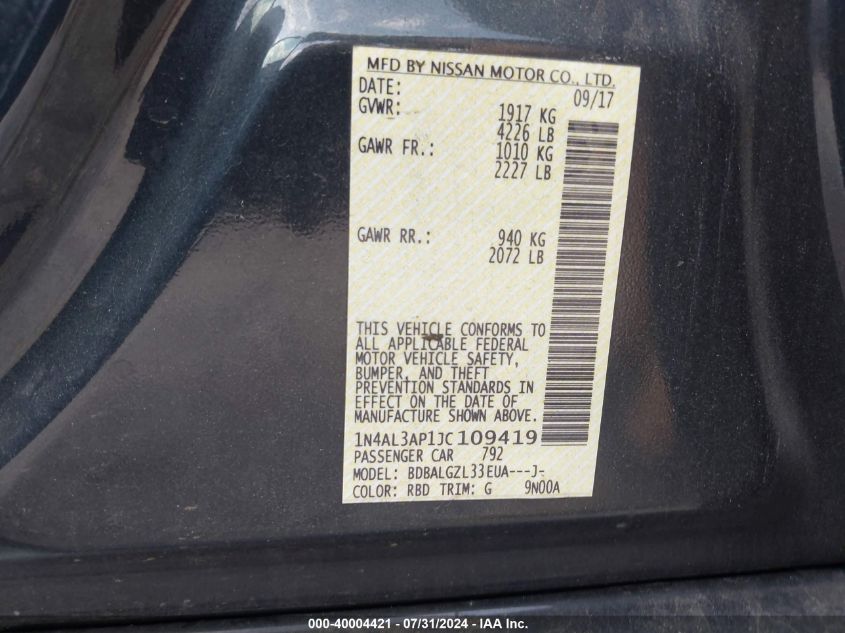 MFD BY NISSAN MOTOR CO., LTD.
DATE: 09/17
GVWR: 1917 KG
4226 LB
GAWR FR.: 1010 KG
2227 LB
GAWR RR.: 940 KG
2072 LB
THIS VEHICLE CONFORMS TO
ALL APPLICABLE FEDERAL
MOTOR VEHICLE SAFETY,
BUMPER, AND THEFT
PREVENTION STANDARDS IN
EFFECT ON THE DATE OF
MANUFACTURE SHOWN ABOVE.
1N4AL3AP1JC109419
PASSENGER CAR 792
MODEL: BDBALGZL33EUA---J-
COLOR: RBD TRIM: G 9N00A
000-40004421 - 07/31/2024 - IAA Inc.